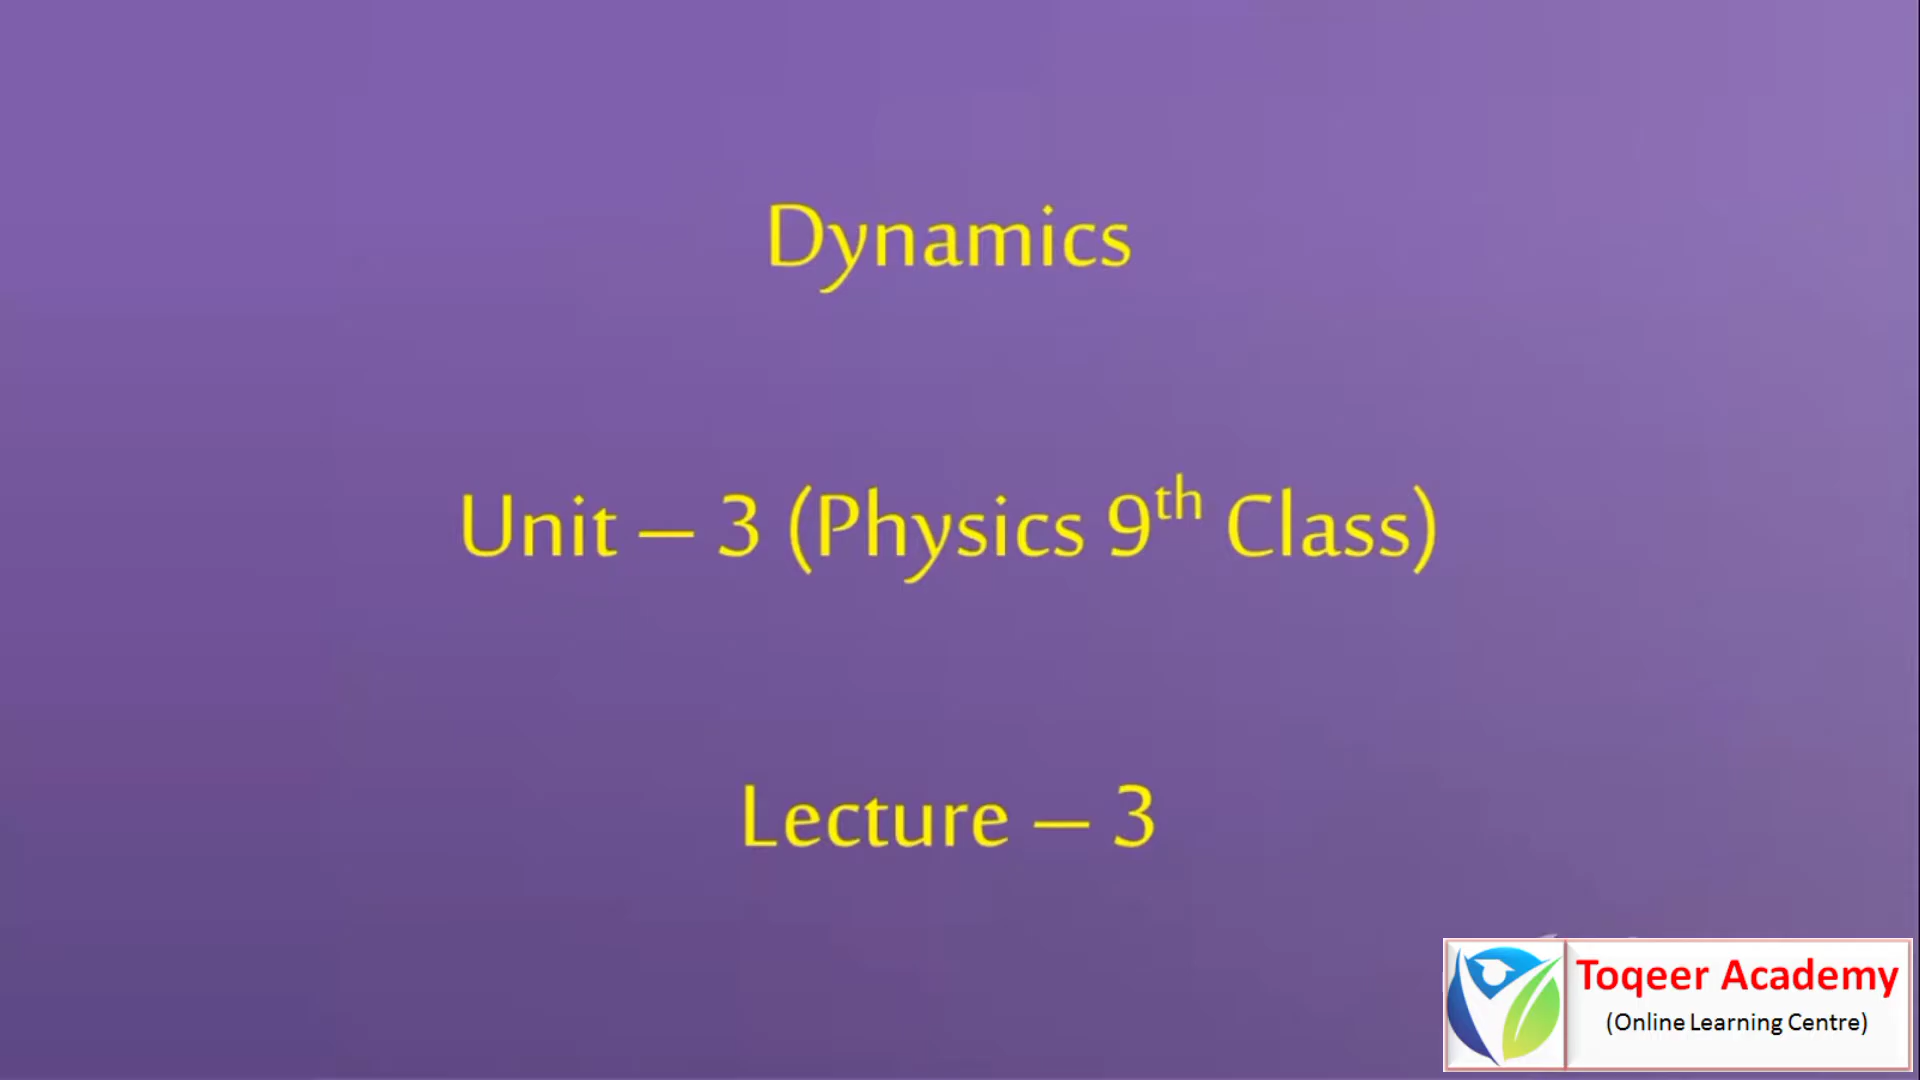 Dynamics
Unit – 3 (Physics 9th Class)
Lecture – 3
Toqeer Academy
(Online Learning Centre)